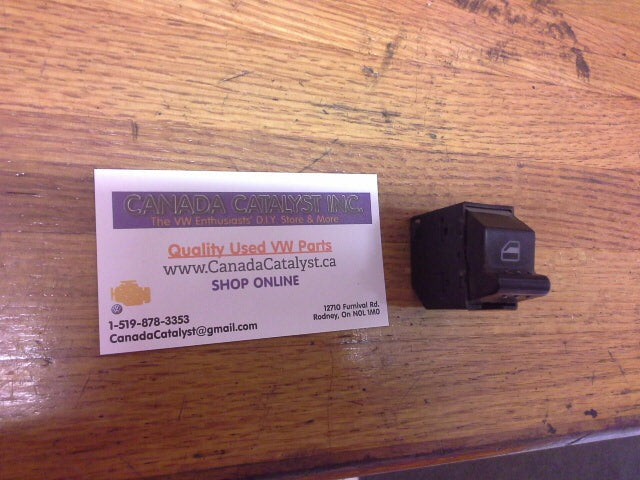 CANADA CATALYST INC.
The VW Enthusiasts' D.I.Y. Store & More
Quality Used VW Parts
www.CanadaCatalyst.ca
SHOP ONLINE
1-519-878-3353
CanadaCatalyst@gmail.com
12710 Furnival Rd.
Rodney, On N0L 1M0